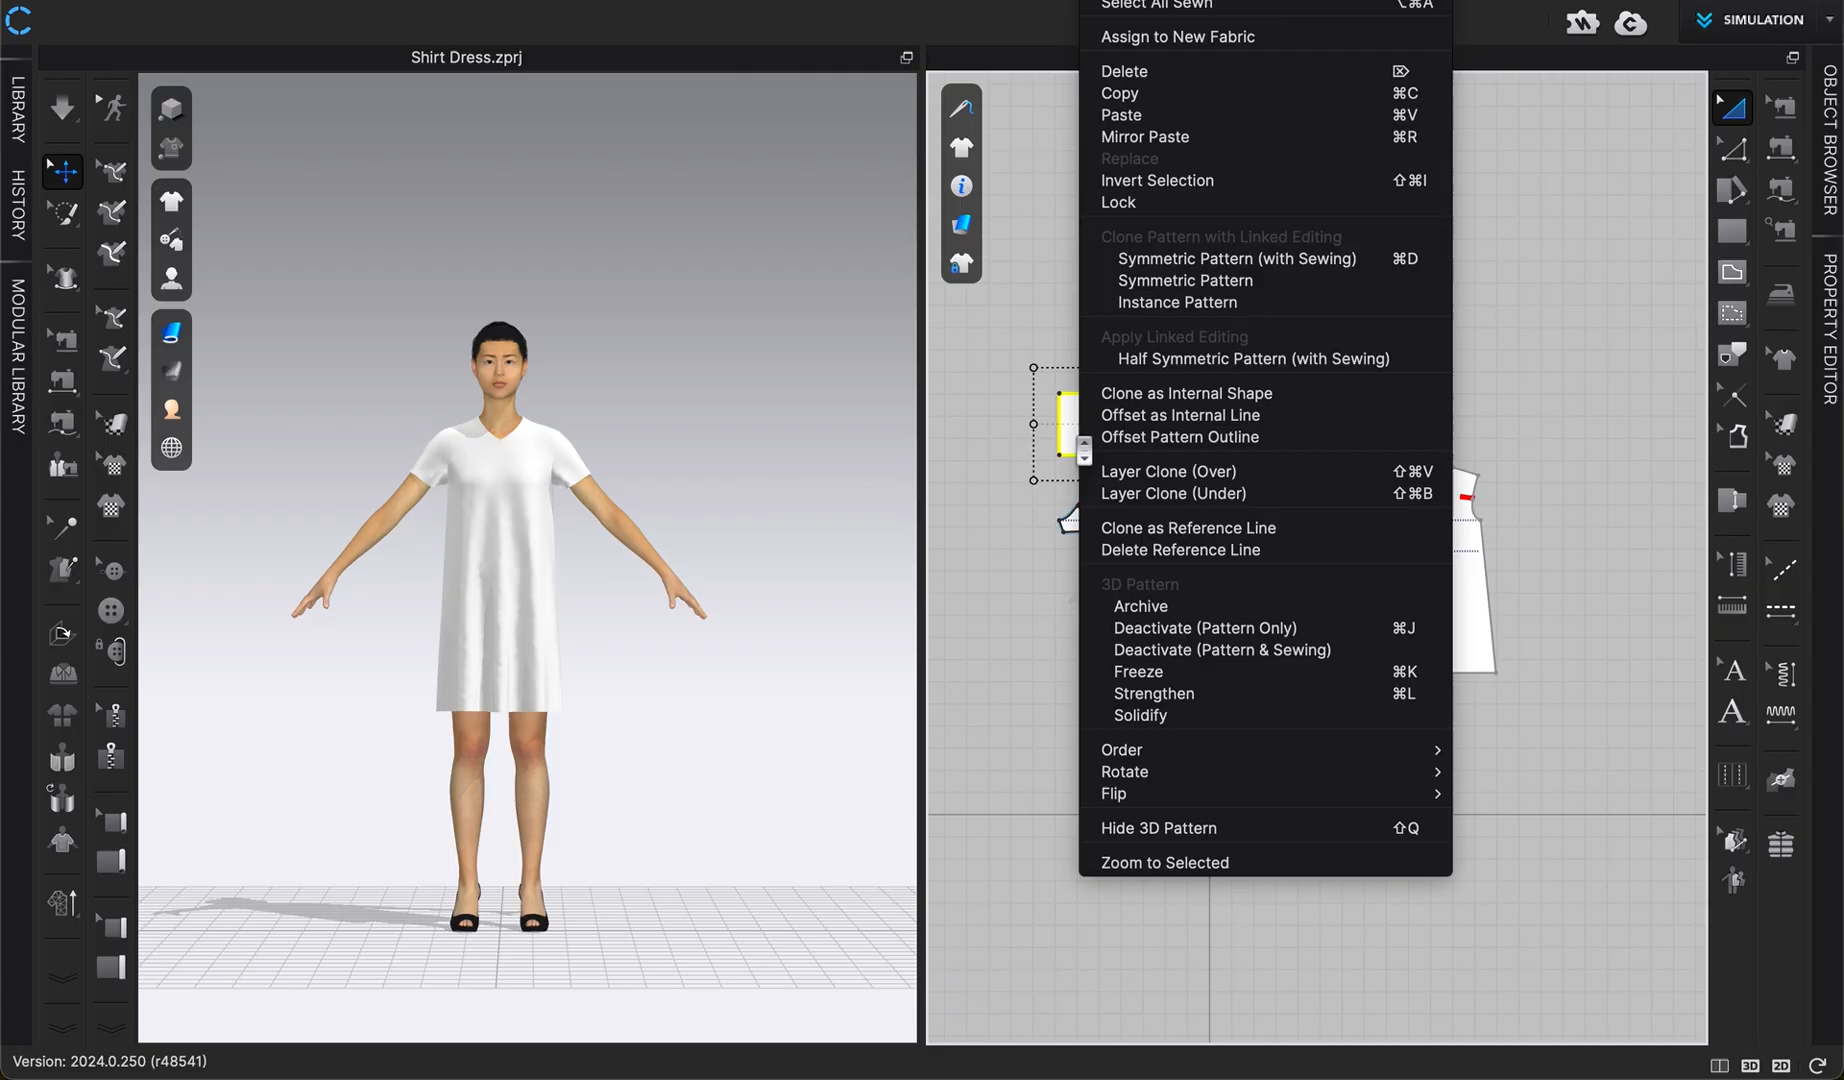 Shirt Dress.zprj
SIMULATION
LIBRARY
HISTORY
MODULAR LIBRARY
OBJECT BROWSER
PROPERTY EDITOR
Select All Sewn ⌥⌘A
Assign to New Fabric
Delete ⌦
Copy ⌘C
Paste ⌘V
Mirror Paste ⌘R
Replace
Invert Selection ⇧⌘I
Lock
Clone Pattern with Linked Editing
Symmetric Pattern (with Sewing) ⌘D
Symmetric Pattern
Instance Pattern
Apply Linked Editing
Half Symmetric Pattern (with Sewing)
Clone as Internal Shape
Offset as Internal Line
Offset Pattern Outline
Layer Clone (Over) ⇧⌘V
Layer Clone (Under) ⇧⌘B
Clone as Reference Line
Delete Reference Line
3D Pattern
Archive
Deactivate (Pattern Only) ⌘J
Deactivate (Pattern & Sewing)
Freeze ⌘K
Strengthen ⌘L
Solidify
Order
Rotate
Flip
Hide 3D Pattern ⇧Q
Zoom to Selected
A
A
Version: 2024.0.250 (r48541)
3D 2D